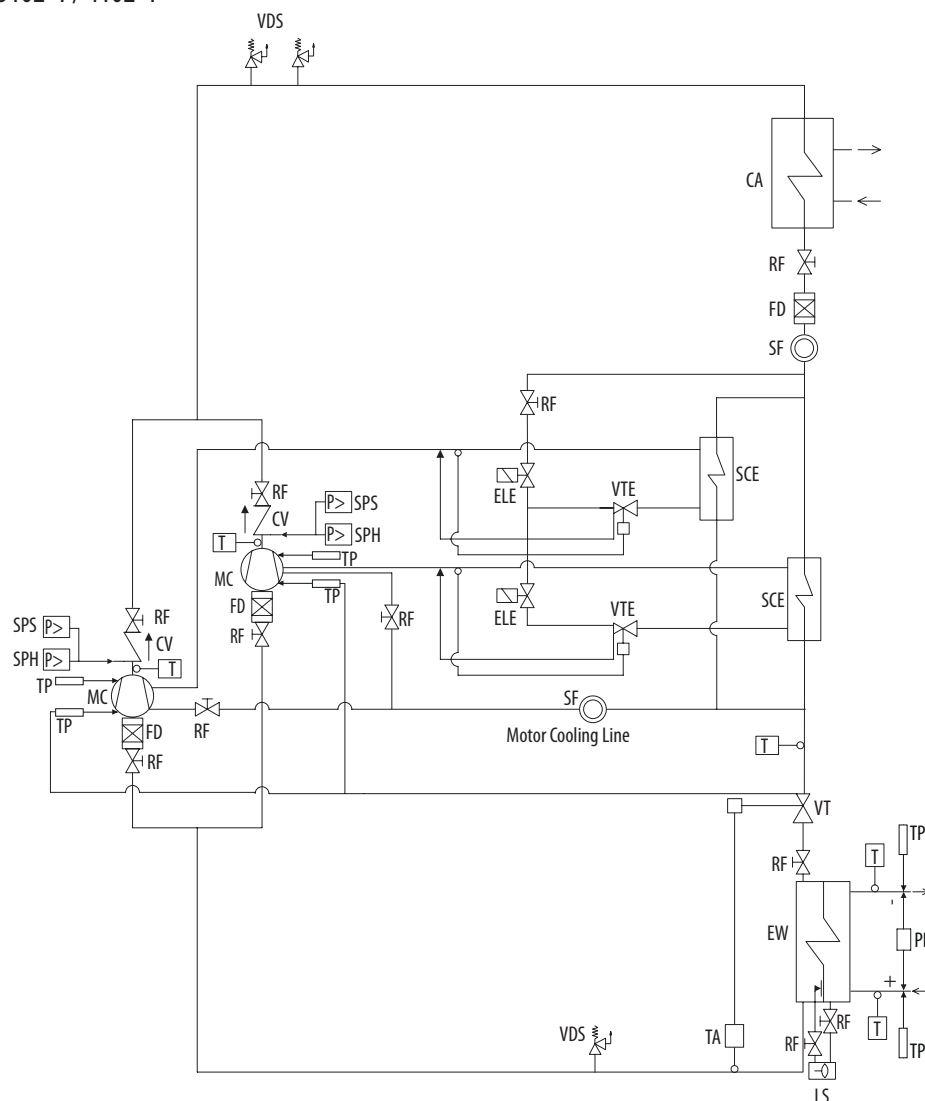 VDS
CA
RF
FD
SF
RF
SCE
ELE
VTE
RF
SPS
CV
P>
T
P>
SPH
TP
MC
SCE
FD
TP
RF
ELE
VTE
RF
RF
SPS
P>
CV
SPH
P>
T
TP
MC
SF
TP
FD
RF
Motor Cooling Line
RF
T
VT
TP
T
RF
-
EW
+
T
VDS
TA
RF
RF
TP
LS